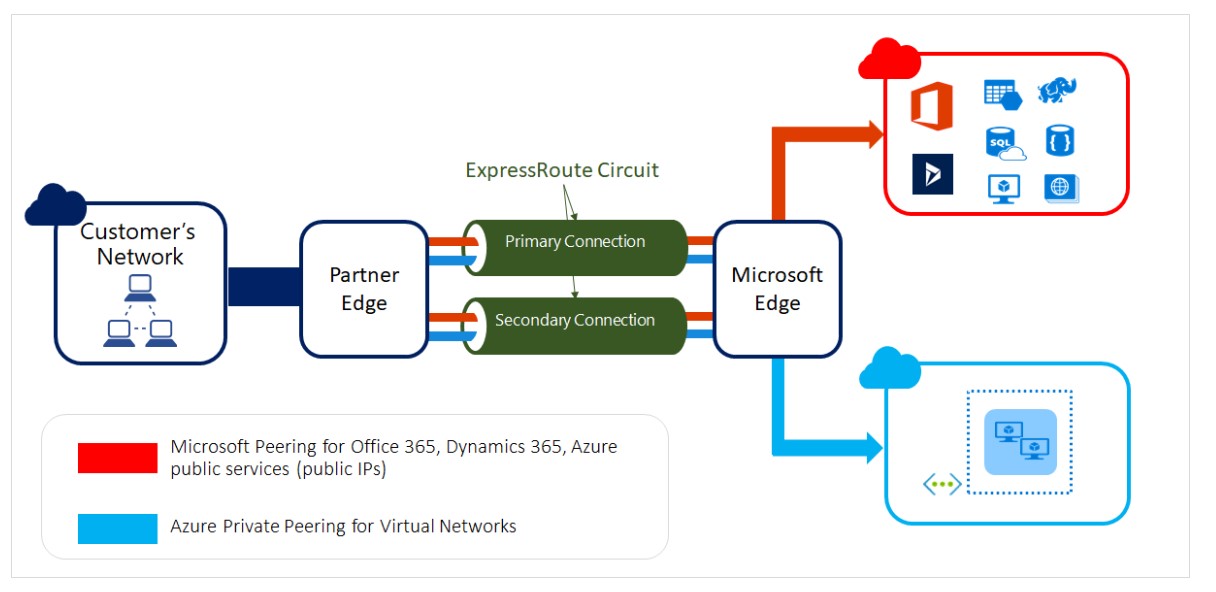 ExpressRoute Circuit
Customer's
Network
Partner
Edge
Primary Connection
Secondary Connection
Microsoft
Edge
SQL
Microsoft Peering for Office 365, Dynamics 365, Azure
public services (public IPs)
Azure Private Peering for Virtual Networks